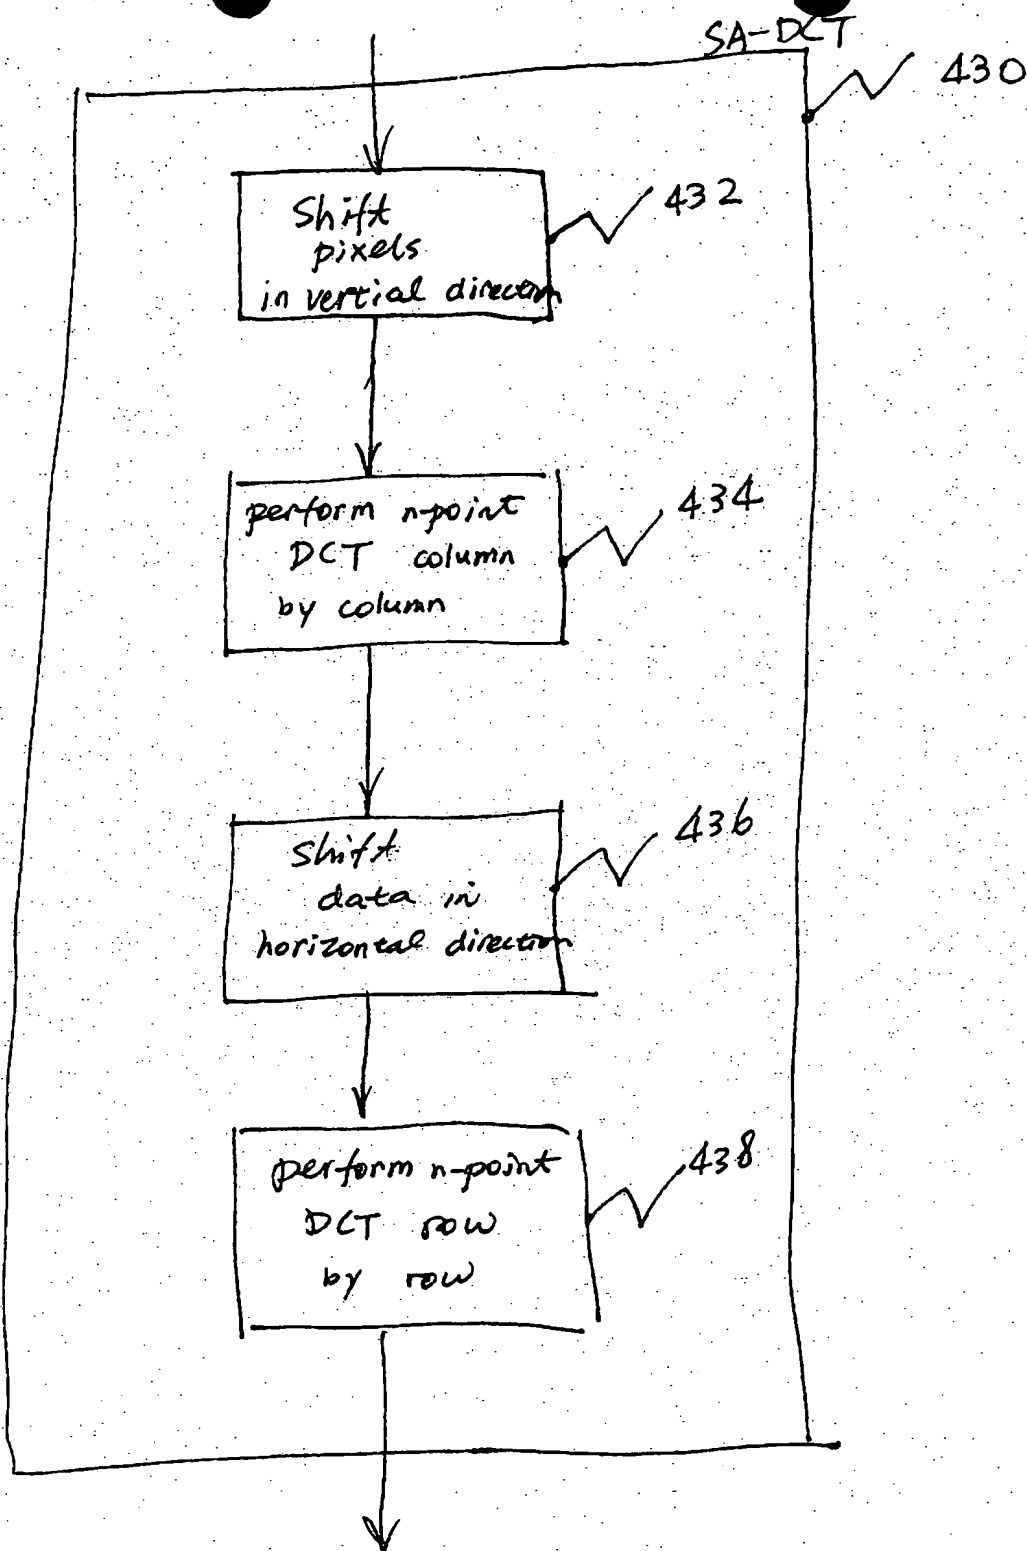 SA-DCT
430
Shift
pixels
in vertial direction
432
perform n-point
DCT column
by column
434
Shift
data in
horizontal direction
436
perform n-point
DCT row
by row
438